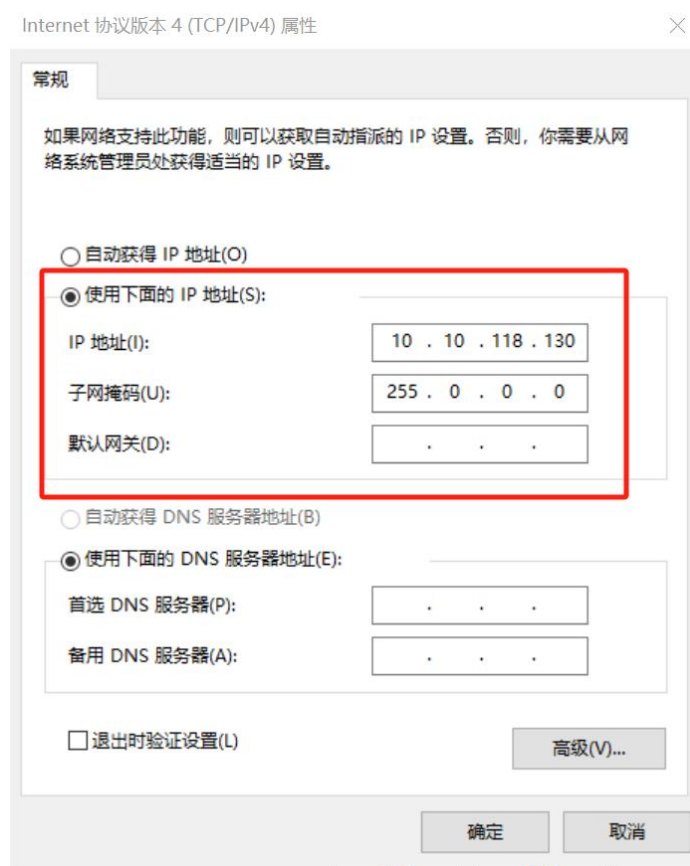 Internet 协议版本 4 (TCP/IPv4) 属性
常规
如果网络支持此功能，则可以获取自动指派的 IP 设置。否则，你需要从网
络系统管理员处获得适当的 IP 设置。
自动获得 IP 地址(O)
使用下面的 IP 地址(S):
IP 地址(I): 10 . 10 . 118 . 130
子网掩码(U): 255 . 0 . 0 . 0
默认网关(D): . . .
自动获得 DNS 服务器地址(B)
使用下面的 DNS 服务器地址(E):
首选 DNS 服务器(P): . . .
备用 DNS 服务器(A): . . .
退出时验证设置(L)
高级(V)...
确定 取消